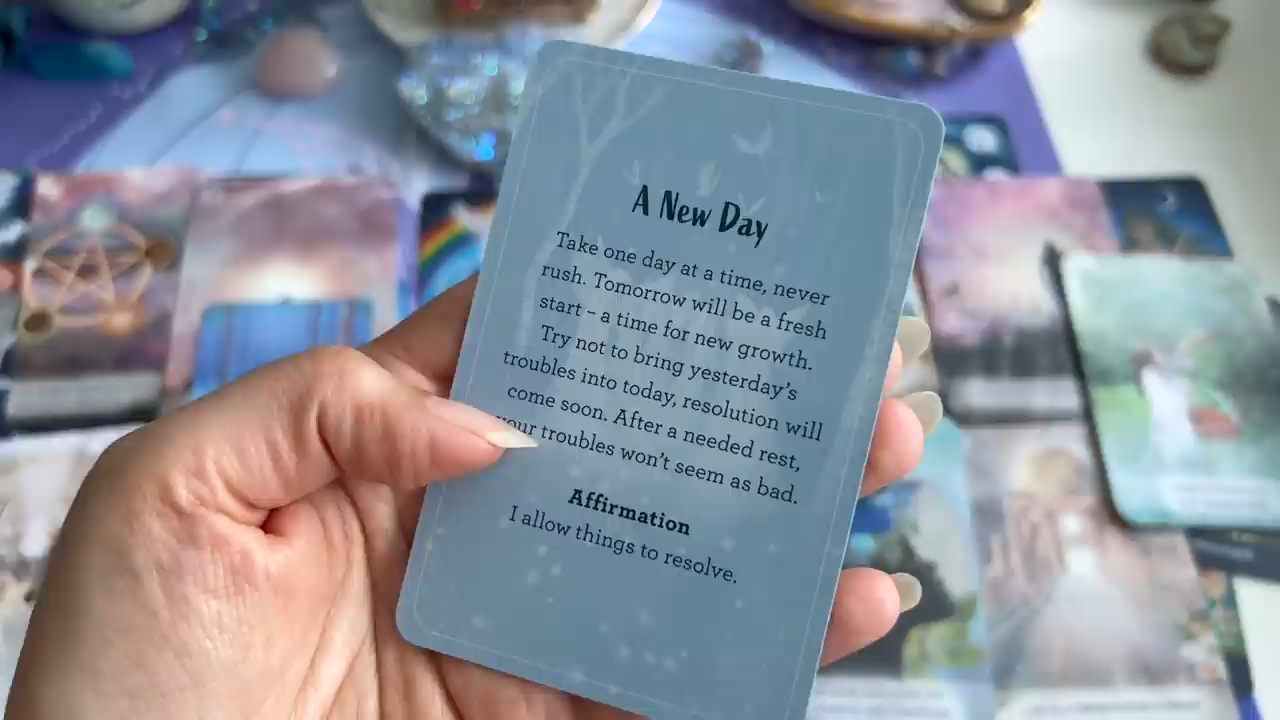 A New Day
Take one day at a time, never
rush. Tomorrow will be a fresh
start – a time for new growth.
Try not to bring yesterday's
troubles into today, resolution will
come soon. After a needed rest,
your troubles won't seem as bad.
Affirmation
I allow things to resolve.